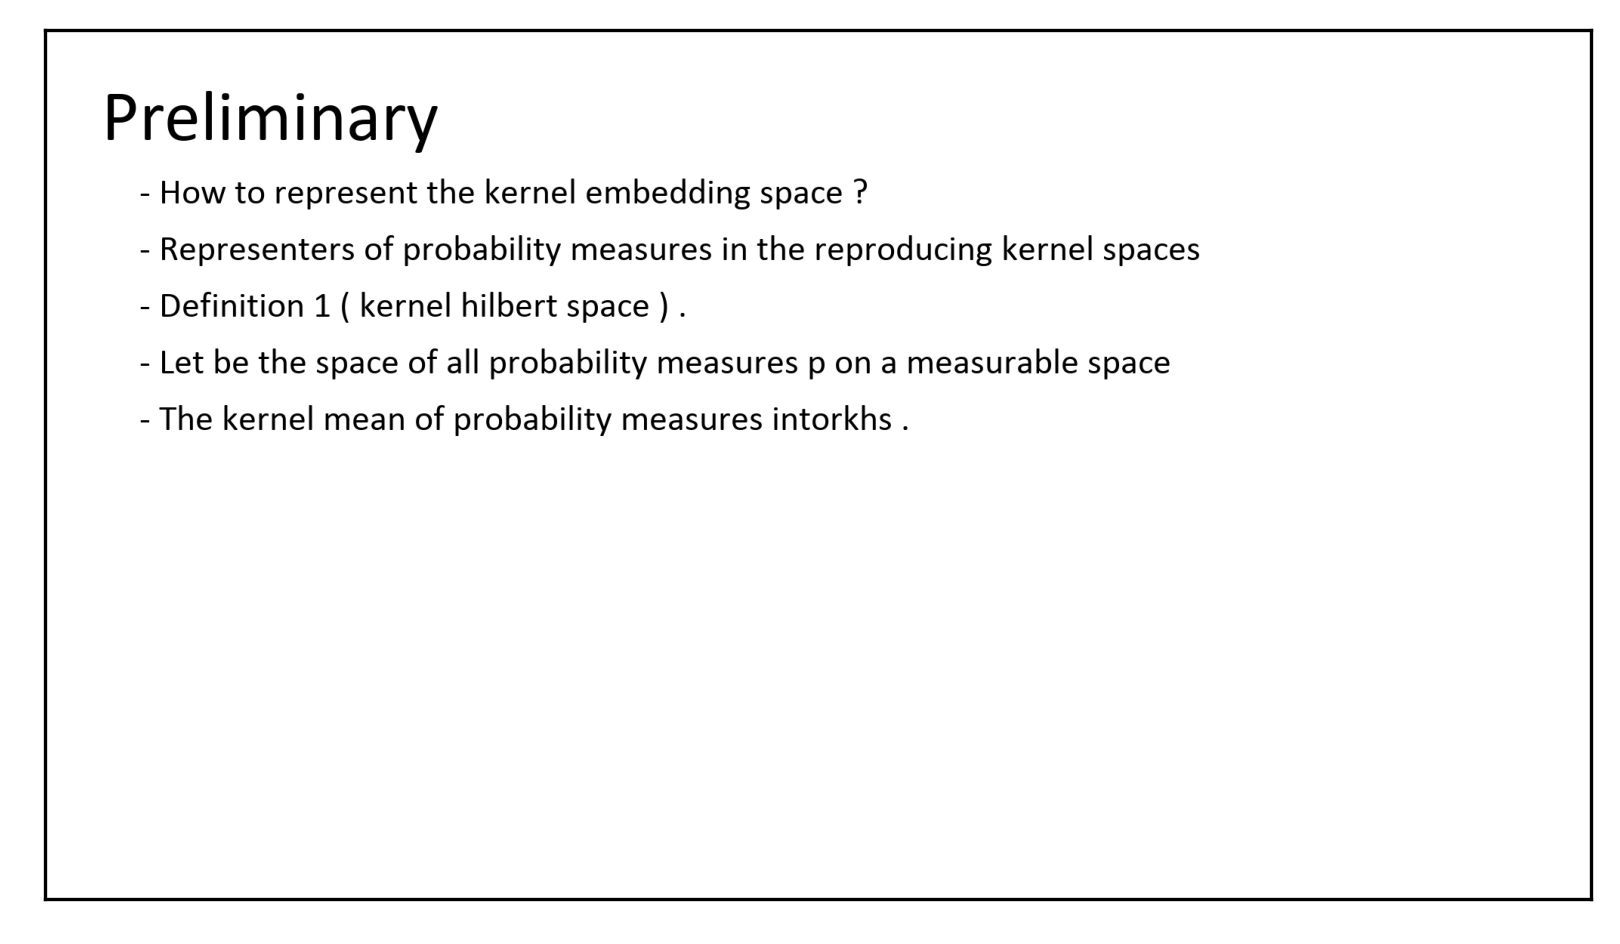 Preliminary
- How to represent the kernel embedding space ?
- Representers of probability measures in the reproducing kernel spaces
- Definition 1 ( kernel hilbert space ) .
- Let be the space of all probability measures p on a measurable space
- The kernel mean of probability measures intorkhs .